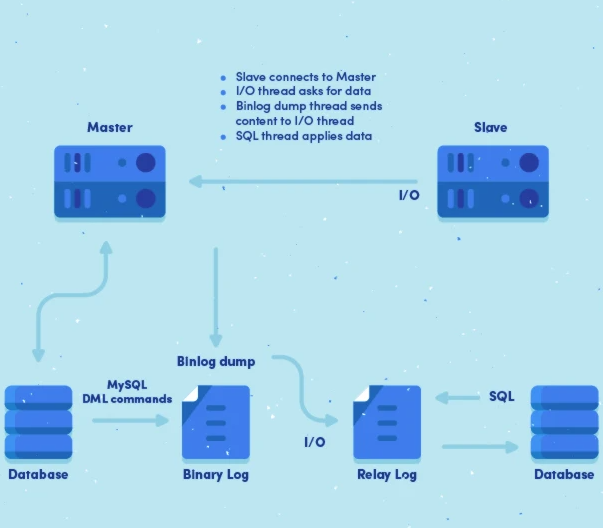 Slave connects to Master
I/O thread asks for data
Binlog dump thread sends
content to I/O thread
SQL thread applies data
Master
Slave
I/O
Binlog dump
MySQL
DML commands
SQL
I/O
Database
Binary Log
Relay Log
Database